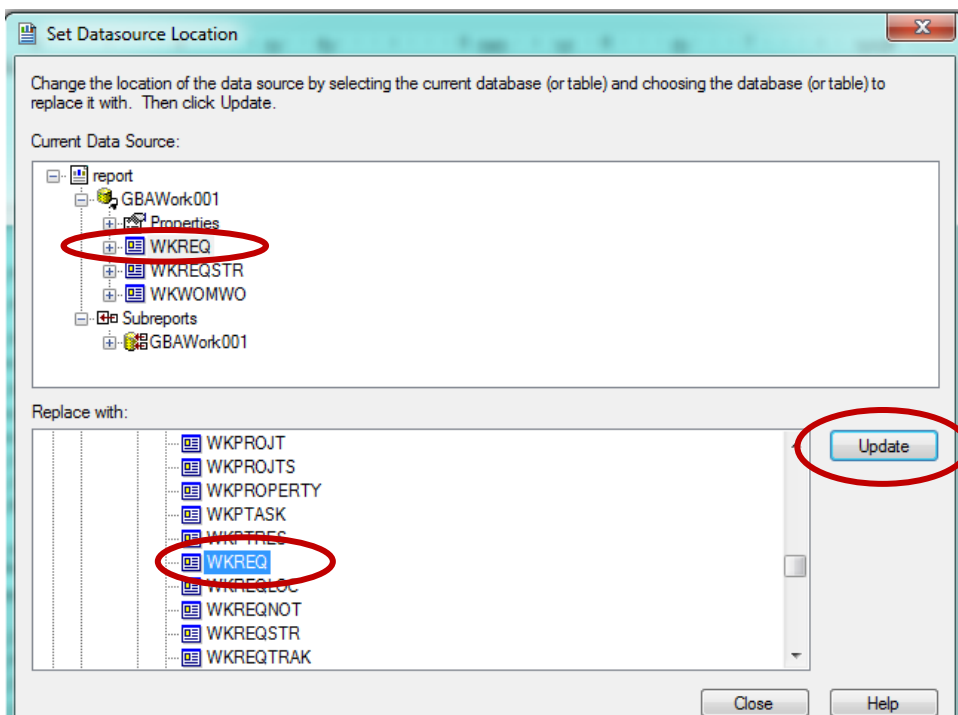 Set Datasource Location
X
Change the location of the data source by selecting the current database (or table) and choosing the database (or table) to
replace it with. Then click Update.
Current Data Source:
report
GBAWork001
Properties
WKREQ
WKREQSTR
WKWOMWO
Subreports
GBAWork001
Replace with:
WKPROJT
WKPROJTS
WKPROPERTY
WKPTASK
WKPTRES
WKREQ
WKREQLOC
WKREQNOT
WKREQSTR
WKREQTRAK
Update
Close
Help